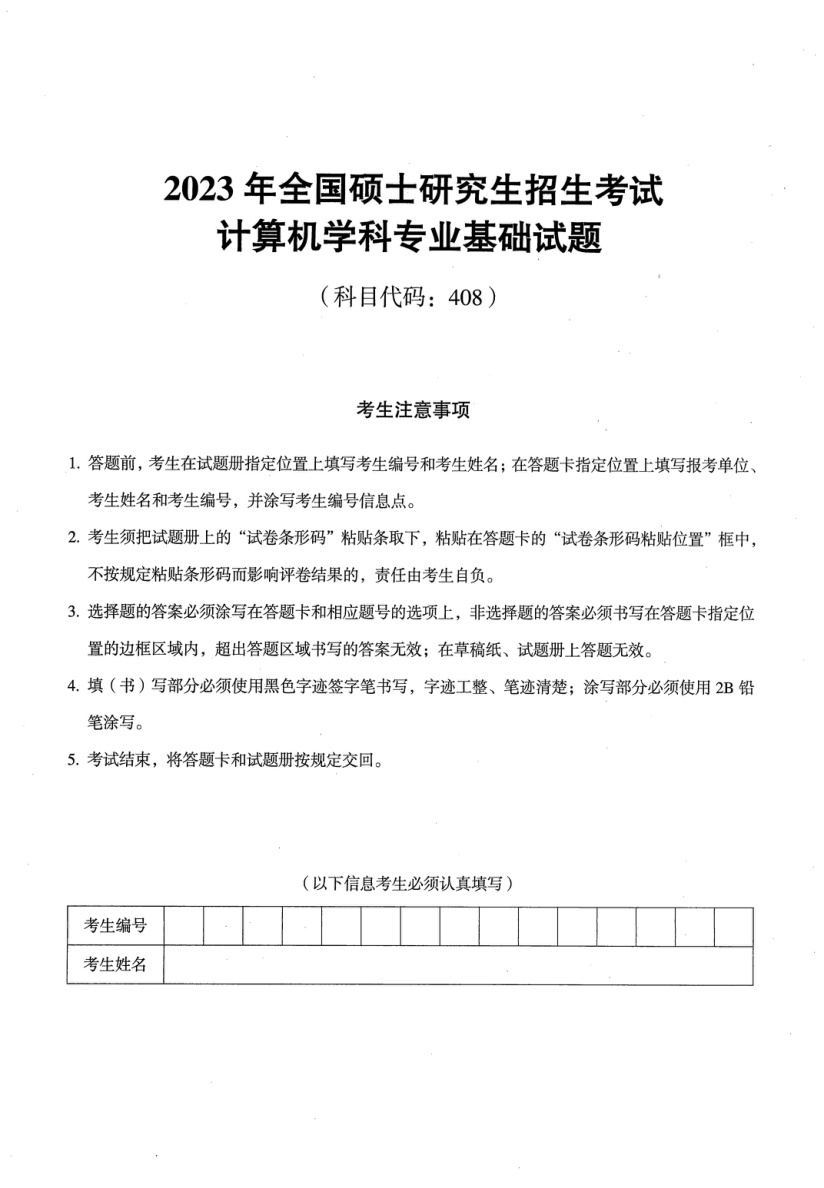 2023 年全国硕士研究生招生考试
计算机学科专业基础试题
（科目代码：408）
考生注意事项
1. 答题前，考生在试题册指定位置上填写考生编号和考生姓名；在答题卡指定位置上填写报考单位、
考生姓名和考生编号，并涂写考生编号信息点。
2. 考生须把试题册上的“试卷条形码”粘贴条取下，粘贴在答题卡的“试卷条形码粘贴位置”框中，
不按规定粘贴条形码而影响评卷结果的，责任由考生自负。
3. 选择题的答案必须涂写在答题卡和相应题号的选项上，非选择题的答案必须书写在答题卡指定位
置的边框区域内，超出答题区域书写的答案无效；在草稿纸、试题册上答题无效。
4. 填（书）写部分必须使用黑色字迹签字笔书写，字迹工整、笔迹清楚；涂写部分必须使用 2B 铅
笔涂写。
5. 考试结束，将答题卡和试题册按规定交回。
（以下信息考生必须认真填写）
考生编号
考生姓名